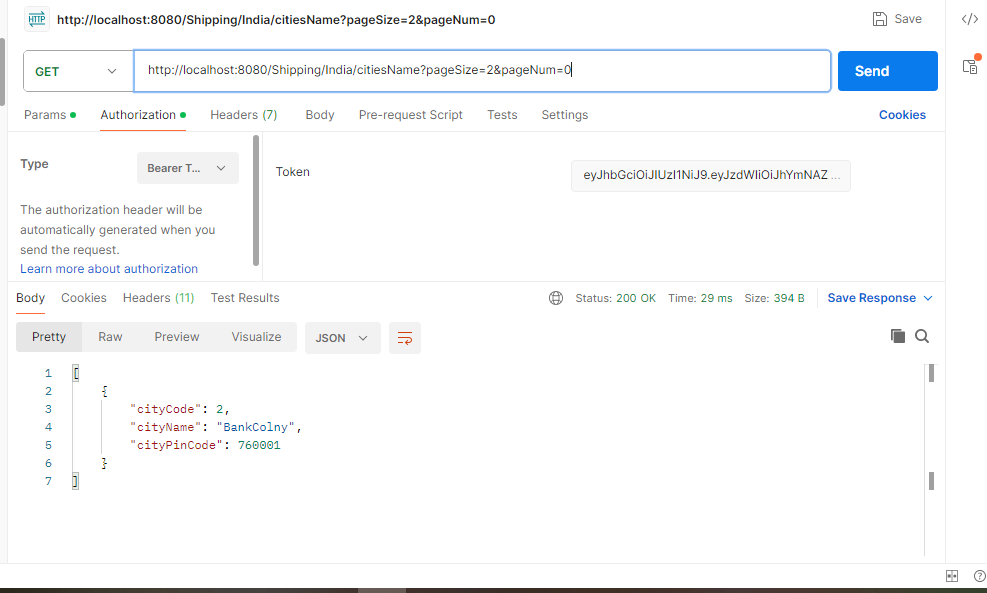 HTTP http://localhost:8080/Shipping/India/citiesName?pageSize=2&pageNum=0 Save </>
GET http://localhost:8080/Shipping/India/citiesName?pageSize=2&pageNum=0 Send
Params Authorization Headers (7) Body Pre-request Script Tests Settings Cookies
Type Bearer T... Token eyJhbGciOiJIUzI1NiJ9.eyJzdWIiOiJhYmNAZ ...
The authorization header will be
automatically generated when you
send the request.
Learn more about authorization
Body Cookies Headers (11) Test Results Status: 200 OK Time: 29 ms Size: 394 B Save Response
Pretty Raw Preview Visualize JSON
1 [
2 {
3 "cityCode": 2,
4 "cityName": "BankColny",
5 "cityPinCode": 760001
6 }
7 ]